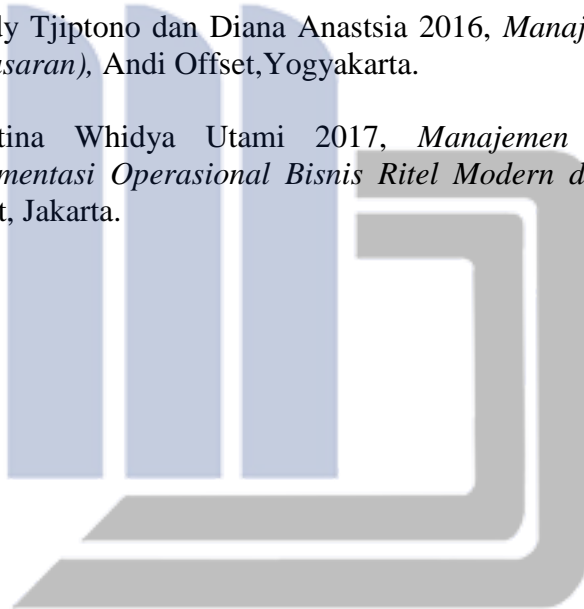 dy Tjiptono dan Diana Anastsia 2016, Manaj
asaran), Andi Offset,Yogyakarta.
tina Whidya Utami 2017, Manajemen
mentasi Operasional Bisnis Ritel Modern d
t, Jakarta.